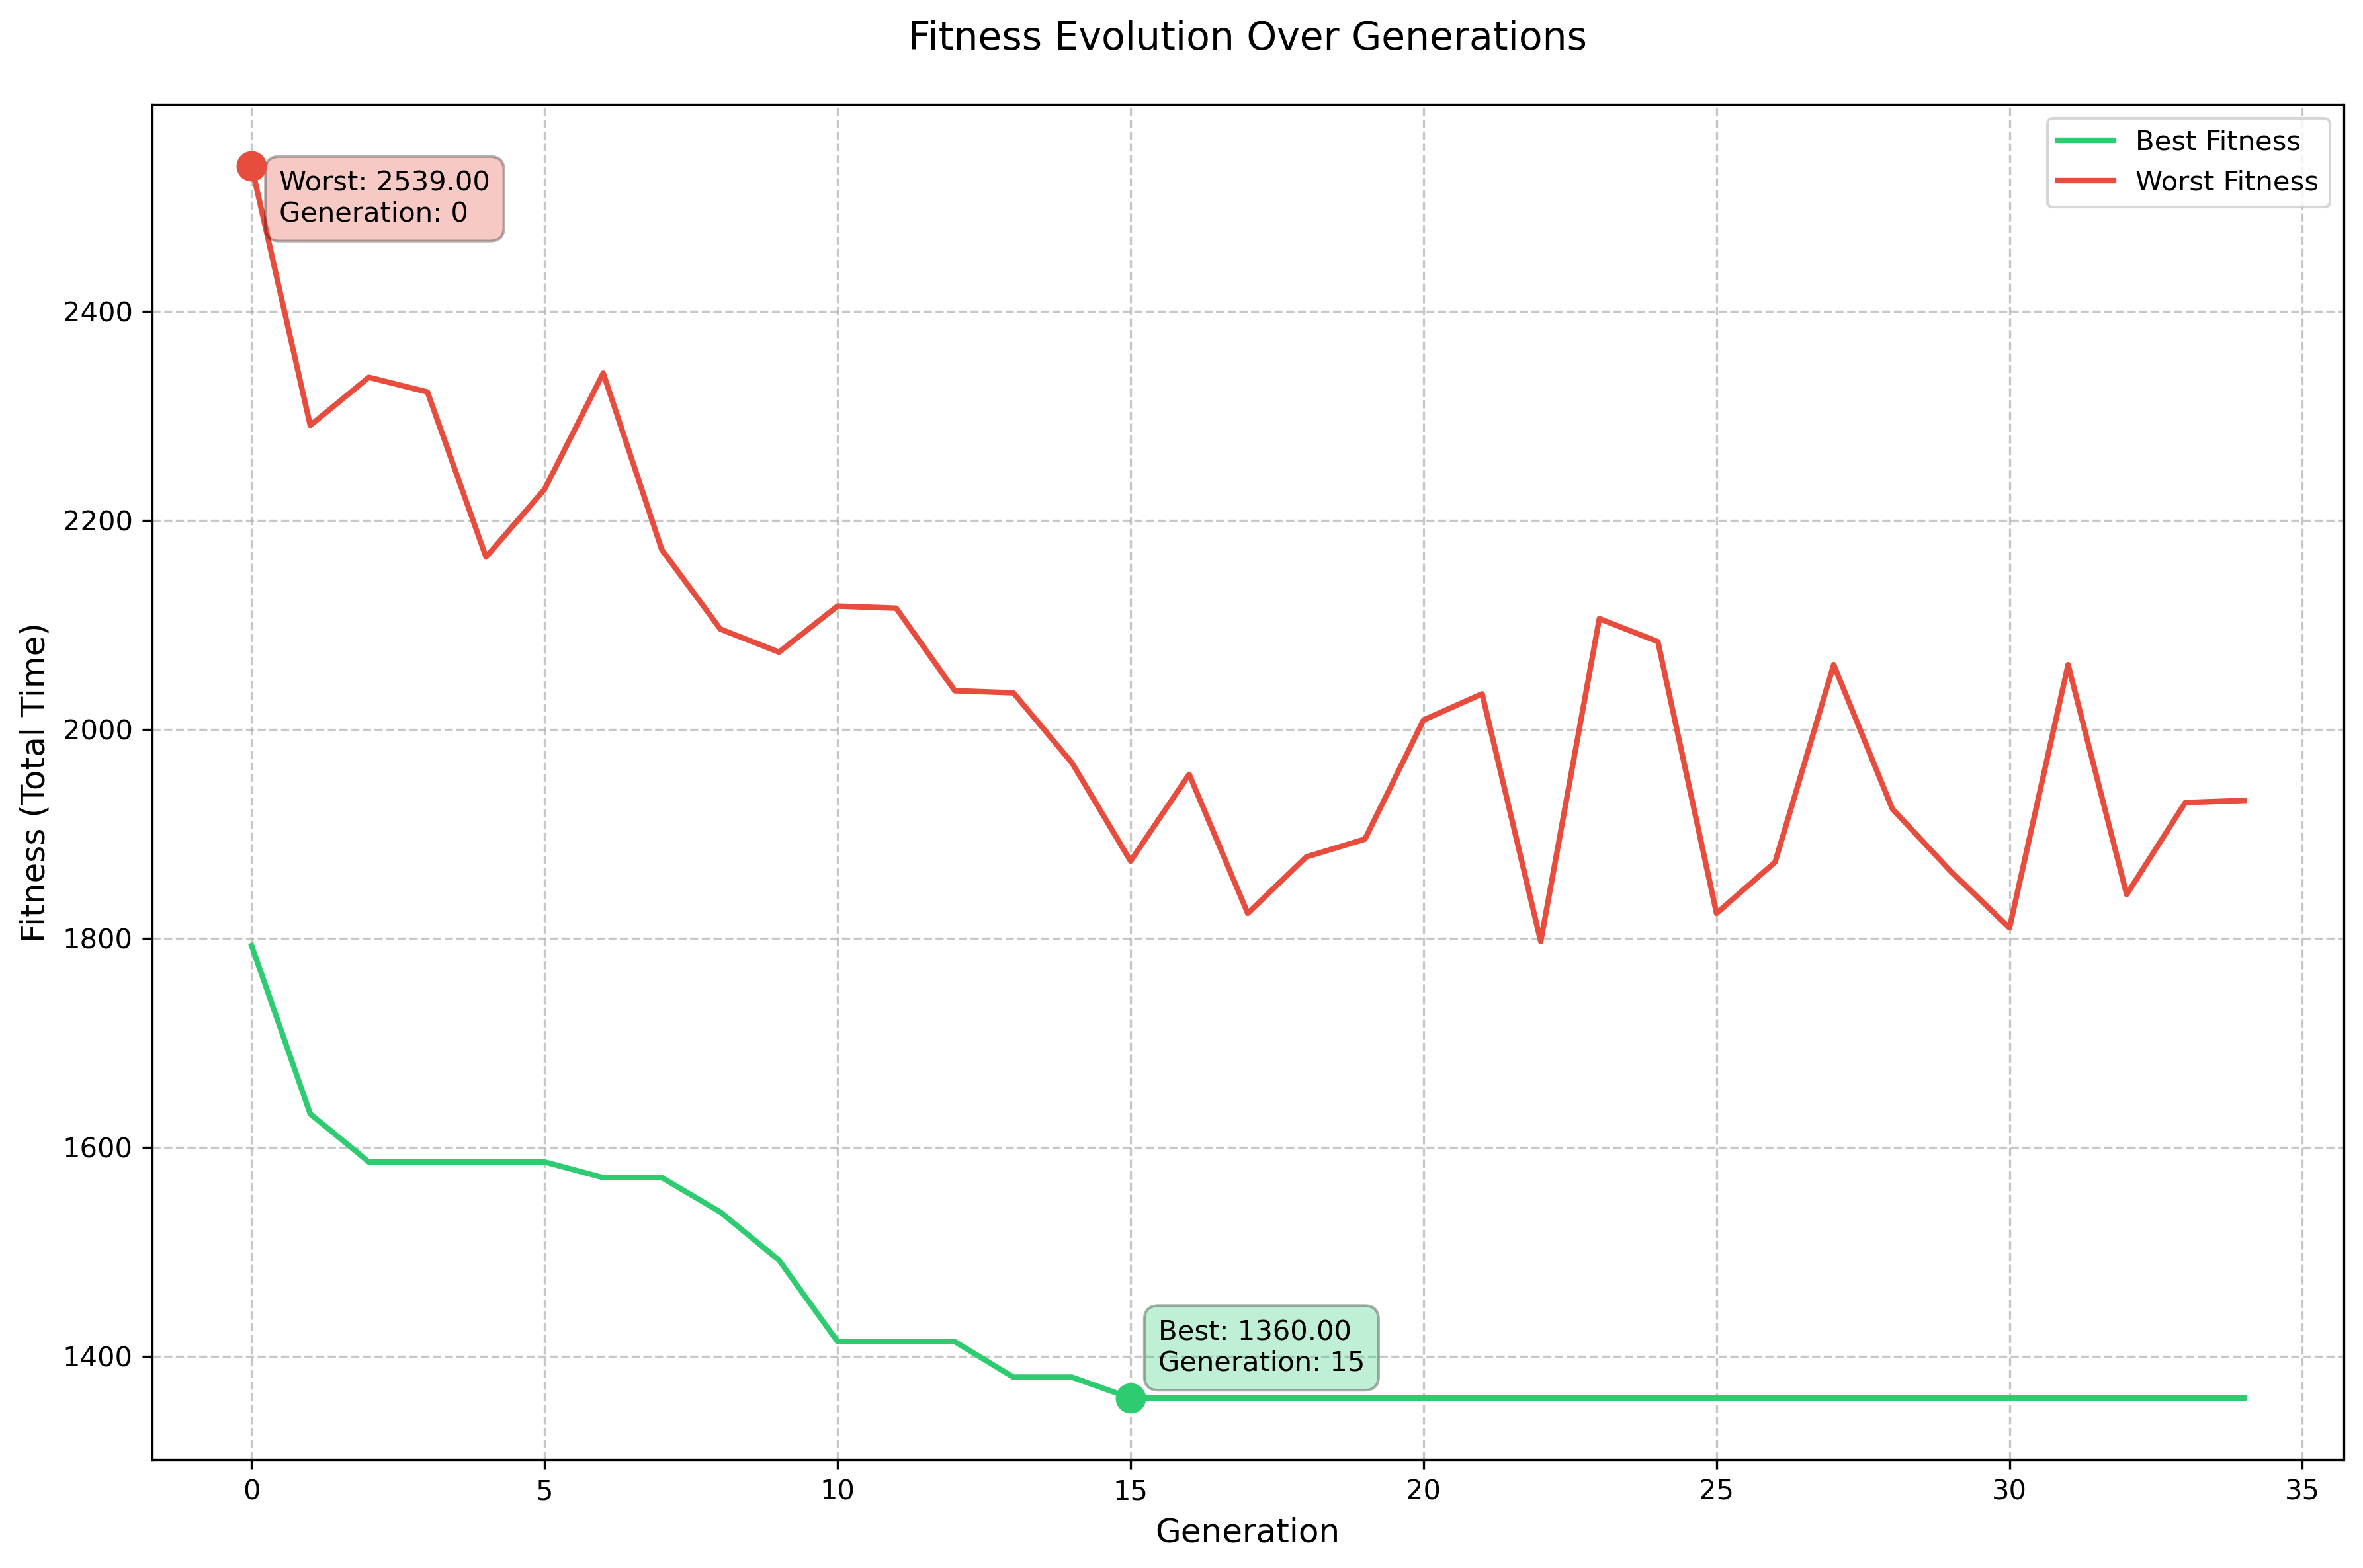 Fitness Evolution Over Generations
Best Fitness
Worst Fitness
Worst: 2539.00
Generation: 0
2400
2200
2000
1800
1600
1400
Fitness (Total Time)
Best: 1360.00
Generation: 15
0 5 10 15 20 25 30 35
Generation